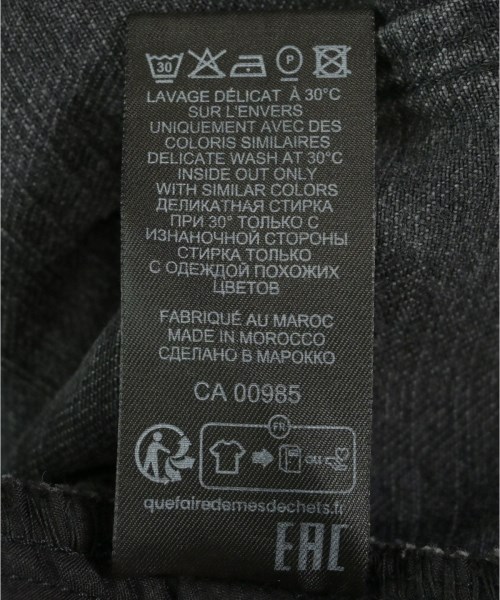 30 P
LAVAGE DÉLICAT À 30°C
SUR L'ENVERS
UNIQUEMENT AVEC DES
COLORIS SIMILAIRES
DELICATE WASH AT 30°C
INSIDE OUT ONLY
WITH SIMILAR COLORS
ДЕЛИКАТНАЯ СТИРКА
ПРИ 30° ТОЛЬКО С
ИЗНАНОЧНОЙ СТОРОНЫ
СТИРКА ТОЛЬКО
С ОДЕЖДОЙ ПОХОЖИХ
ЦВЕТОВ
FABRIQUÉ AU MAROC
MADE IN MOROCCO
СДЕЛАНО В МАРОККО
CA 00985
FR
OU
quefairedemesdechets.fr
EAC